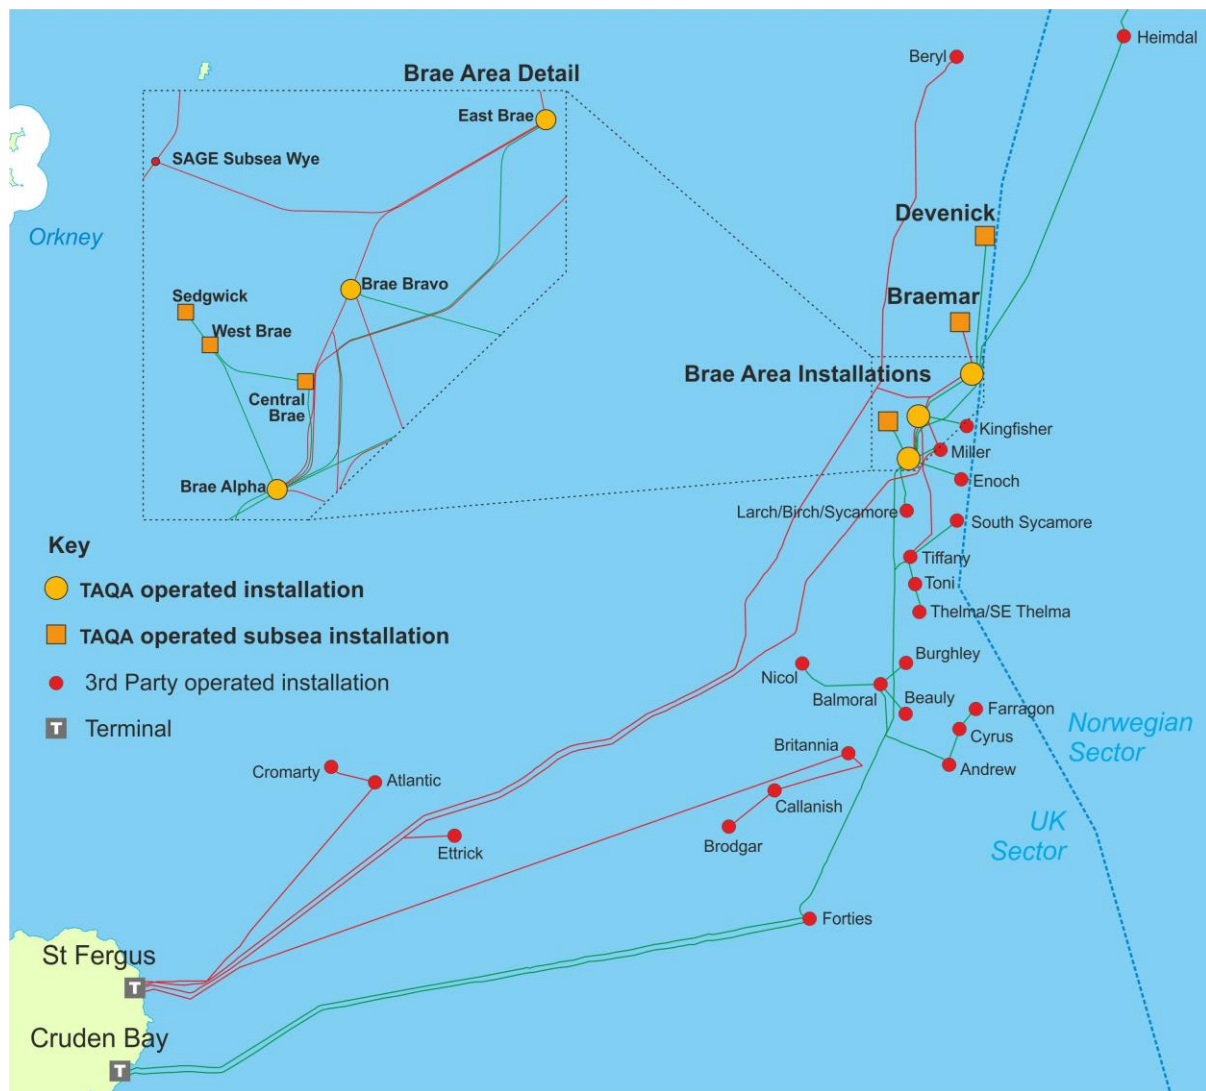 Heimdal
Beryl
Brae Area Detail
East Brae
SAGE Subsea Wye
Devenick
Orkney
Brae Bravo
Sedgwick
Braemar
West Brae
Brae Area Installations
Central
Brae
Kingfisher
Miller
Brae Alpha
Enoch
Larch/Birch/Sycamore
South Sycamore
Key
Tiffany
TAQA operated installation
Toni
Thelma/SE Thelma
TAQA operated subsea installation
Burghley
Nicol
3rd Party operated installation
Balmoral
Beauly
Farragon
T Terminal
Norwegian
Sector
Cyrus
Britannia
Andrew
Cromarty
Atlantic
Callanish
UK
Sector
Brodgar
Ettrick
Forties
St Fergus
T
Cruden Bay
T